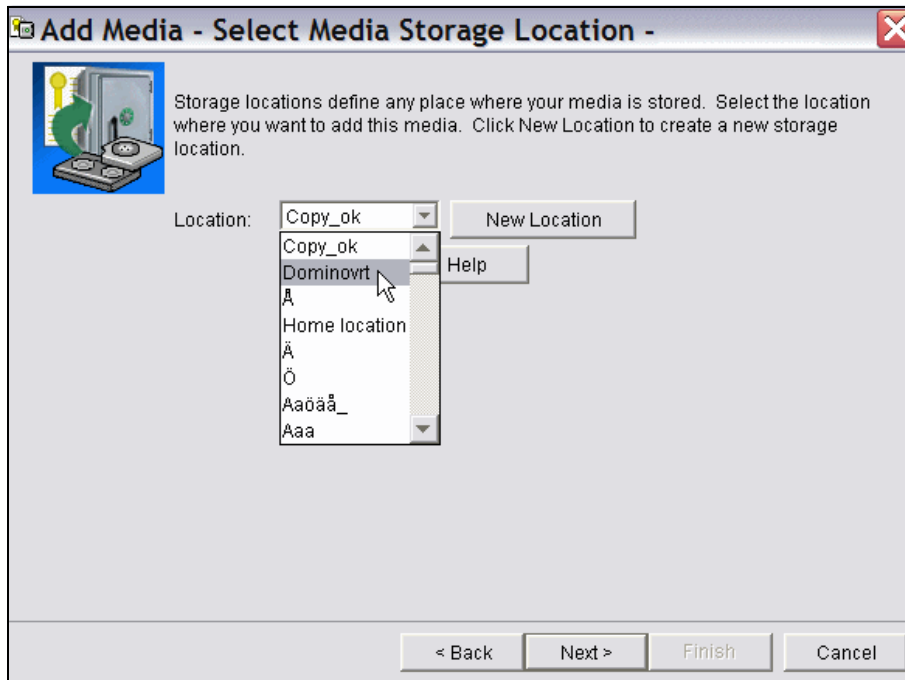 Add Media - Select Media Storage Location -
Storage locations define any place where your media is stored. Select the location
where you want to add this media. Click New Location to create a new storage
location.
Location: Copy_ok New Location
Copy_ok
Dominovrt Help
Å
Home location
Ä
Ö
Aaöäå_
Aaa
< Back Next > Finish Cancel